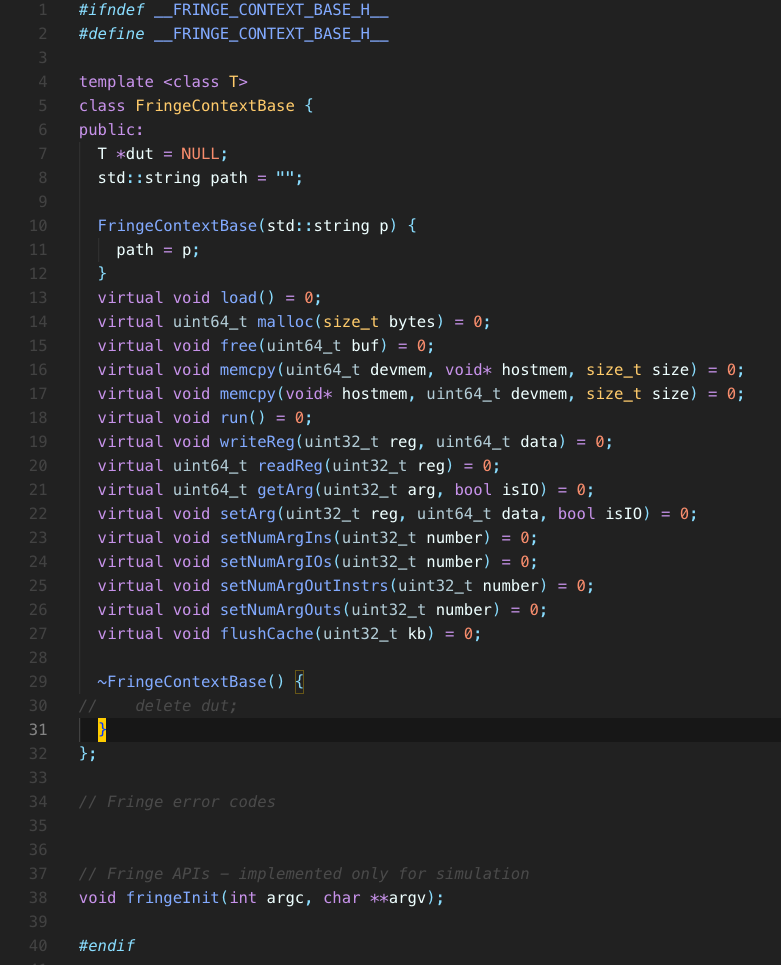 1 #ifndef __FRINGE_CONTEXT_BASE_H__
2 #define __FRINGE_CONTEXT_BASE_H__
3
4 template <class T>
5 class FringeContextBase {
6 public:
7   T *dut = NULL;
8   std::string path = "";
9
10   FringeContextBase(std::string p) {
11     path = p;
12   }
13   virtual void load() = 0;
14   virtual uint64_t malloc(size_t bytes) = 0;
15   virtual void free(uint64_t buf) = 0;
16   virtual void memcpy(uint64_t devmem, void* hostmem, size_t size) = 0;
17   virtual void memcpy(void* hostmem, uint64_t devmem, size_t size) = 0;
18   virtual void run() = 0;
19   virtual void writeReg(uint32_t reg, uint64_t data) = 0;
20   virtual uint64_t readReg(uint32_t reg) = 0;
21   virtual uint64_t getArg(uint32_t arg, bool isIO) = 0;
22   virtual void setArg(uint32_t reg, uint64_t data, bool isIO) = 0;
23   virtual void setNumArgIns(uint32_t number) = 0;
24   virtual void setNumArgIOs(uint32_t number) = 0;
25   virtual void setNumArgOutInstrs(uint32_t number) = 0;
26   virtual void setNumArgOuts(uint32_t number) = 0;
27   virtual void flushCache(uint32_t kb) = 0;
28
29   ~FringeContextBase() {
30 //    delete dut;
31   }
32 };
33
34 // Fringe error codes
35
36
37 // Fringe APIs – implemented only for simulation
38 void fringeInit(int argc, char **argv);
39
40 #endif